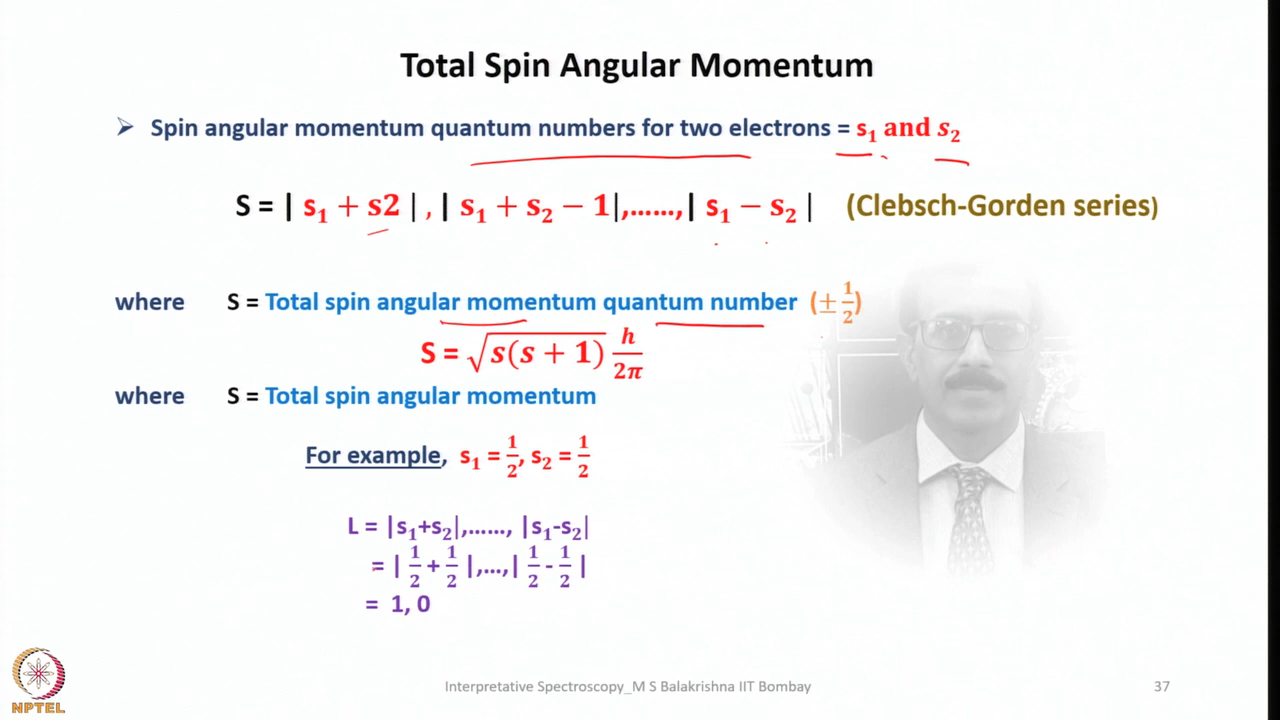 Total Spin Angular Momentum
➢ Spin angular momentum quantum numbers for two electrons = s₁ and s₂
S = | s₁ + s2 | , | s₁ + s₂ − 1|,......,| s₁ − s₂ | (Clebsch-Gorden series)
where S = Total spin angular momentum quantum number (± 1/2)
S = √s(s + 1) h/2π
where S = Total spin angular momentum
For example, s₁ = 1/2, s₂ = 1/2
L = |s₁+s₂|,......, |s₁-s₂|
= | 1/2 + 1/2 |,...,| 1/2 - 1/2 |
= 1, 0
NPTEL
Interpretative Spectroscopy_M S Balakrishna IIT Bombay
37